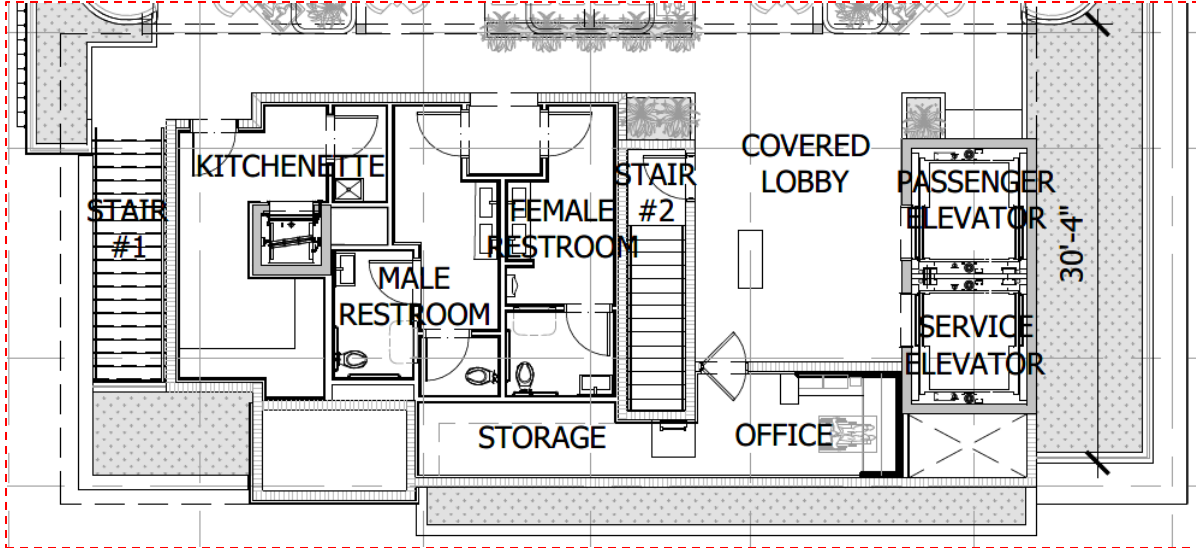 COVERED
LOBBY
KITCHENETTE
STAIR
#1
STAIR
#2
PASSENGER
ELEVATOR
FEMALE
RESTROOM
MALE
RESTROOM
30'-4"
SERVICE
ELEVATOR
STORAGE
OFFICE